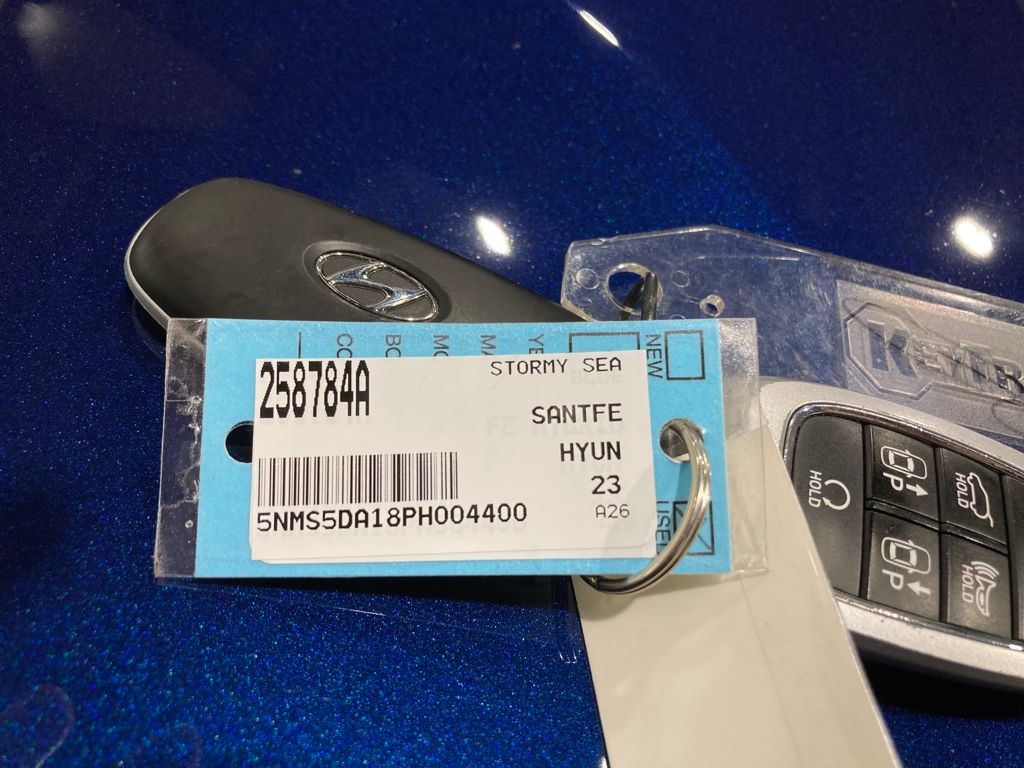 258784A
STORMY SEA
SANTFE
HYUN
23
A26
5NMS5DA18PH004400
NEW
HOLD
P
HOLD
P
HOLD